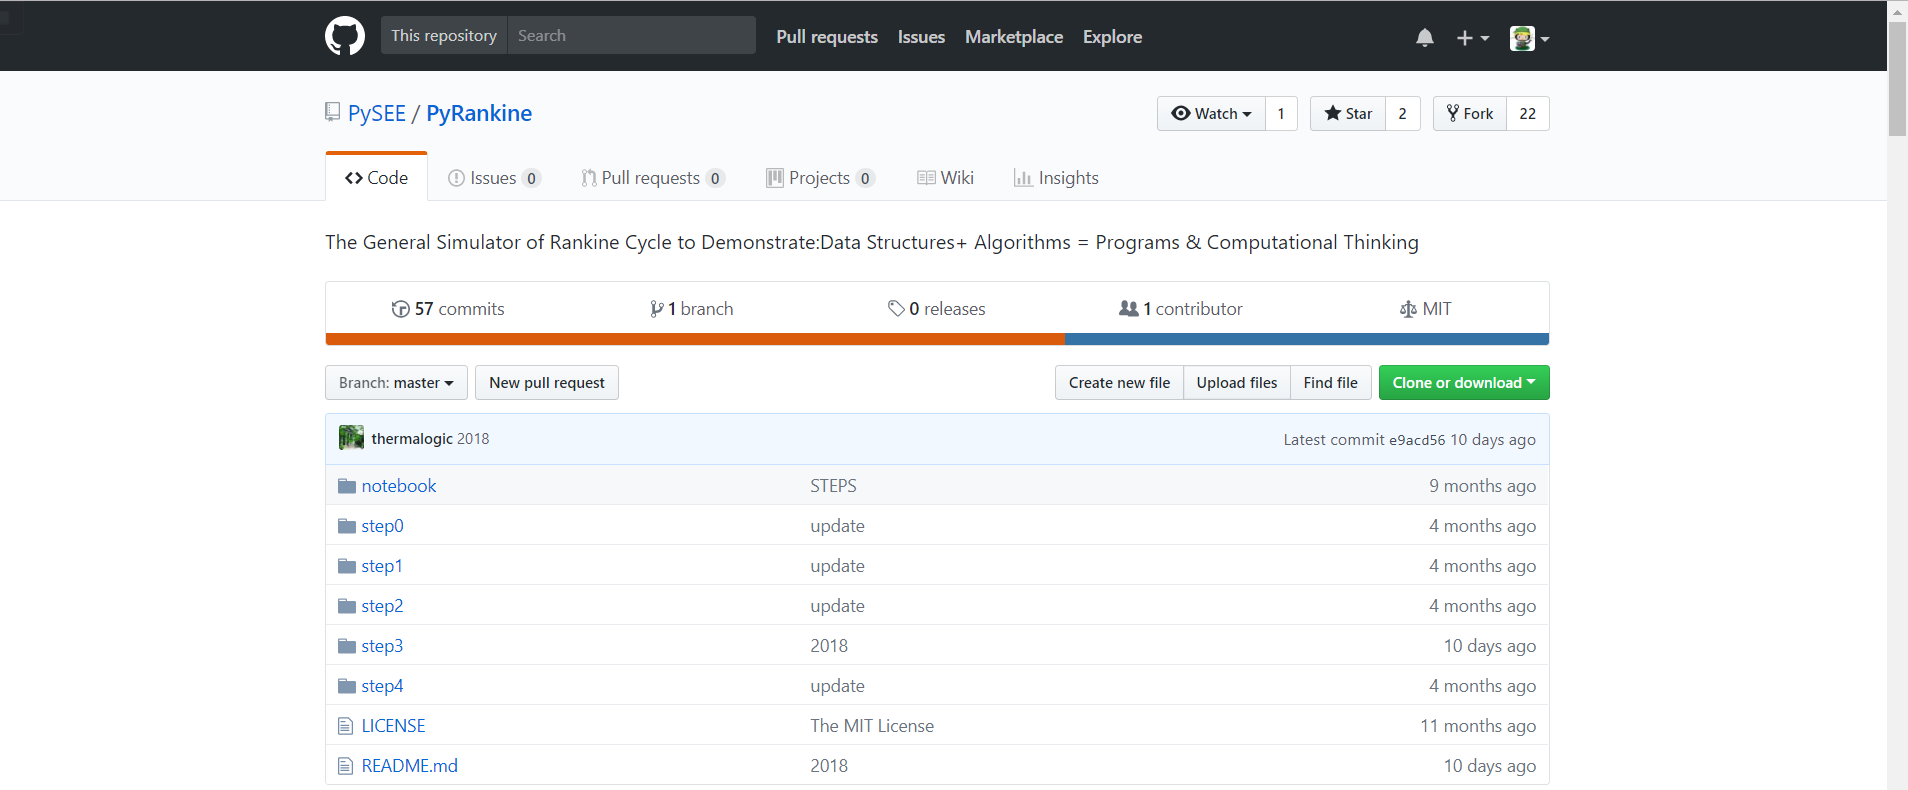 This repository Search Pull requests Issues Marketplace Explore
PySEE / PyRankine Watch 1 Star 2 Fork 22
Code Issues 0 Pull requests 0 Projects 0 Wiki Insights
The General Simulator of Rankine Cycle to Demonstrate:Data Structures+ Algorithms = Programs & Computational Thinking
57 commits 1 branch 0 releases 1 contributor MIT
Branch: master New pull request Create new file Upload files Find file Clone or download
thermalogic 2018 Latest commit e9acd56 10 days ago
notebook STEPS 9 months ago
step0 update 4 months ago
step1 update 4 months ago
step2 update 4 months ago
step3 2018 10 days ago
step4 update 4 months ago
LICENSE The MIT License 11 months ago
README.md 2018 10 days ago